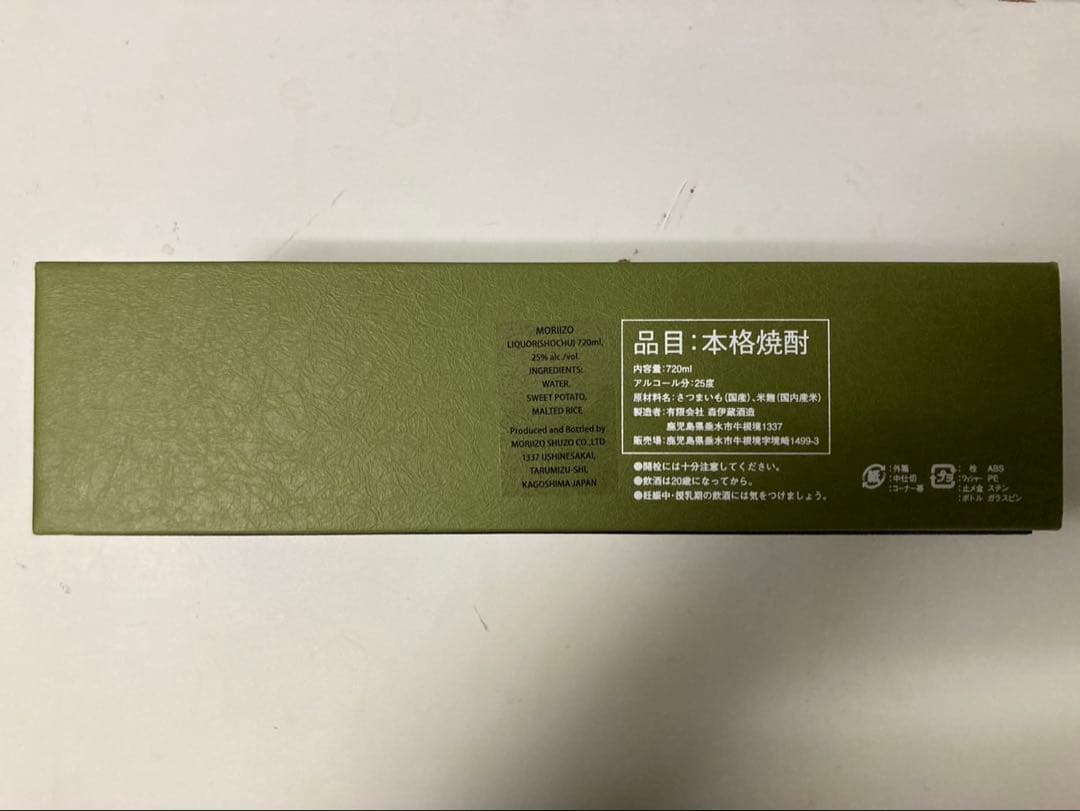 MORIIZO
LIQUOR(SHOCHU) 720ml,
25% alc./vol.
INGREDIENTS:
WATER,
SWEET POTATO,
MALTED RICE
Produced and Bottled by
MORIIZO SHUZO CO.,LTD
1337 USHINESAKAI,
TARUMIZU-SHI,
KAGOSHIMA JAPAN
品目:本格焼酎
内容量:720ml
アルコール分:25度
原材料名:さつまいも(国産)、米麹(国内産米)
製造者:有限会社 森伊蔵酒造
鹿児島県垂水市牛根境1337
販売場:鹿児島県垂水市牛根境字境崎1499-3
●開栓には十分注意してください。
●飲酒は20歳になってから。
●妊娠中・授乳期の飲酒には気をつけましょう。
紙
:外箱
:中仕切
:コーナー巻
プラ
: 栓 ABS
:ワッシャー PE
:止メ金 ステン
:ボトル ガラスビン